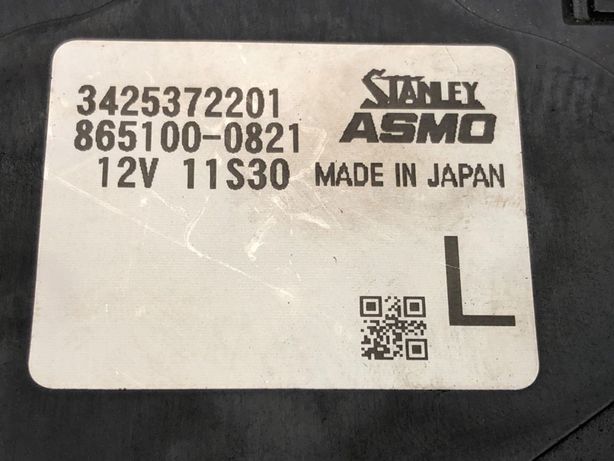 3425372201
865100-0821
12V 11S30
STANLEY
ASMO
MADE IN JAPAN
L